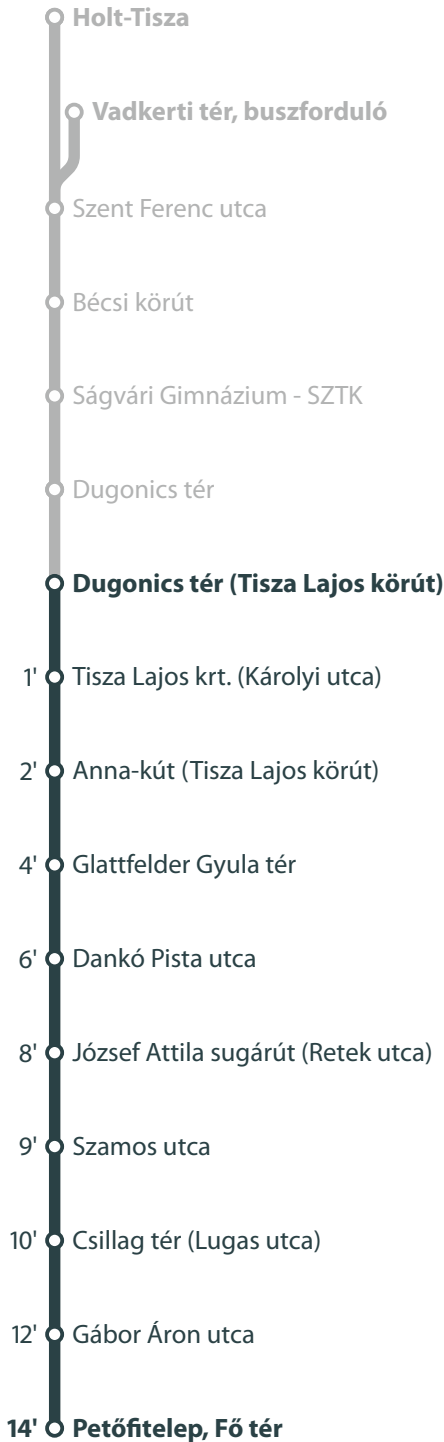 Holt-Tisza
Vadkerti tér, buszforduló
Szent Ferenc utca
Bécsi körút
Ságvári Gimnázium - SZTK
Dugonics tér
Dugonics tér (Tisza Lajos körút)
1' Tisza Lajos krt. (Károlyi utca)
2' Anna-kút (Tisza Lajos körút)
4' Glattfelder Gyula tér
6' Dankó Pista utca
8' József Attila sugárút (Retek utca)
9' Szamos utca
10' Csillag tér (Lugas utca)
12' Gábor Áron utca
14' Petőfitelep, Fő tér